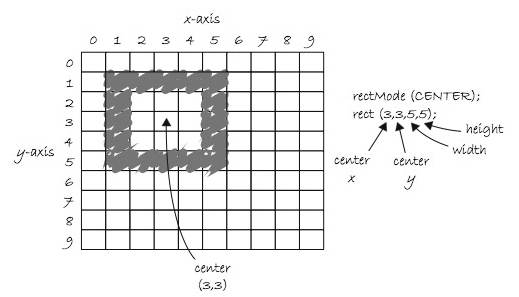 x-axis
0 1 2 3 4 5 6 7 8 9
0
1
2
3
4
y-axis 5
6
7
8
9
center
(3,3)
rectMode (CENTER);
rect (3,3,5,5);
height
width
center
x
center
y